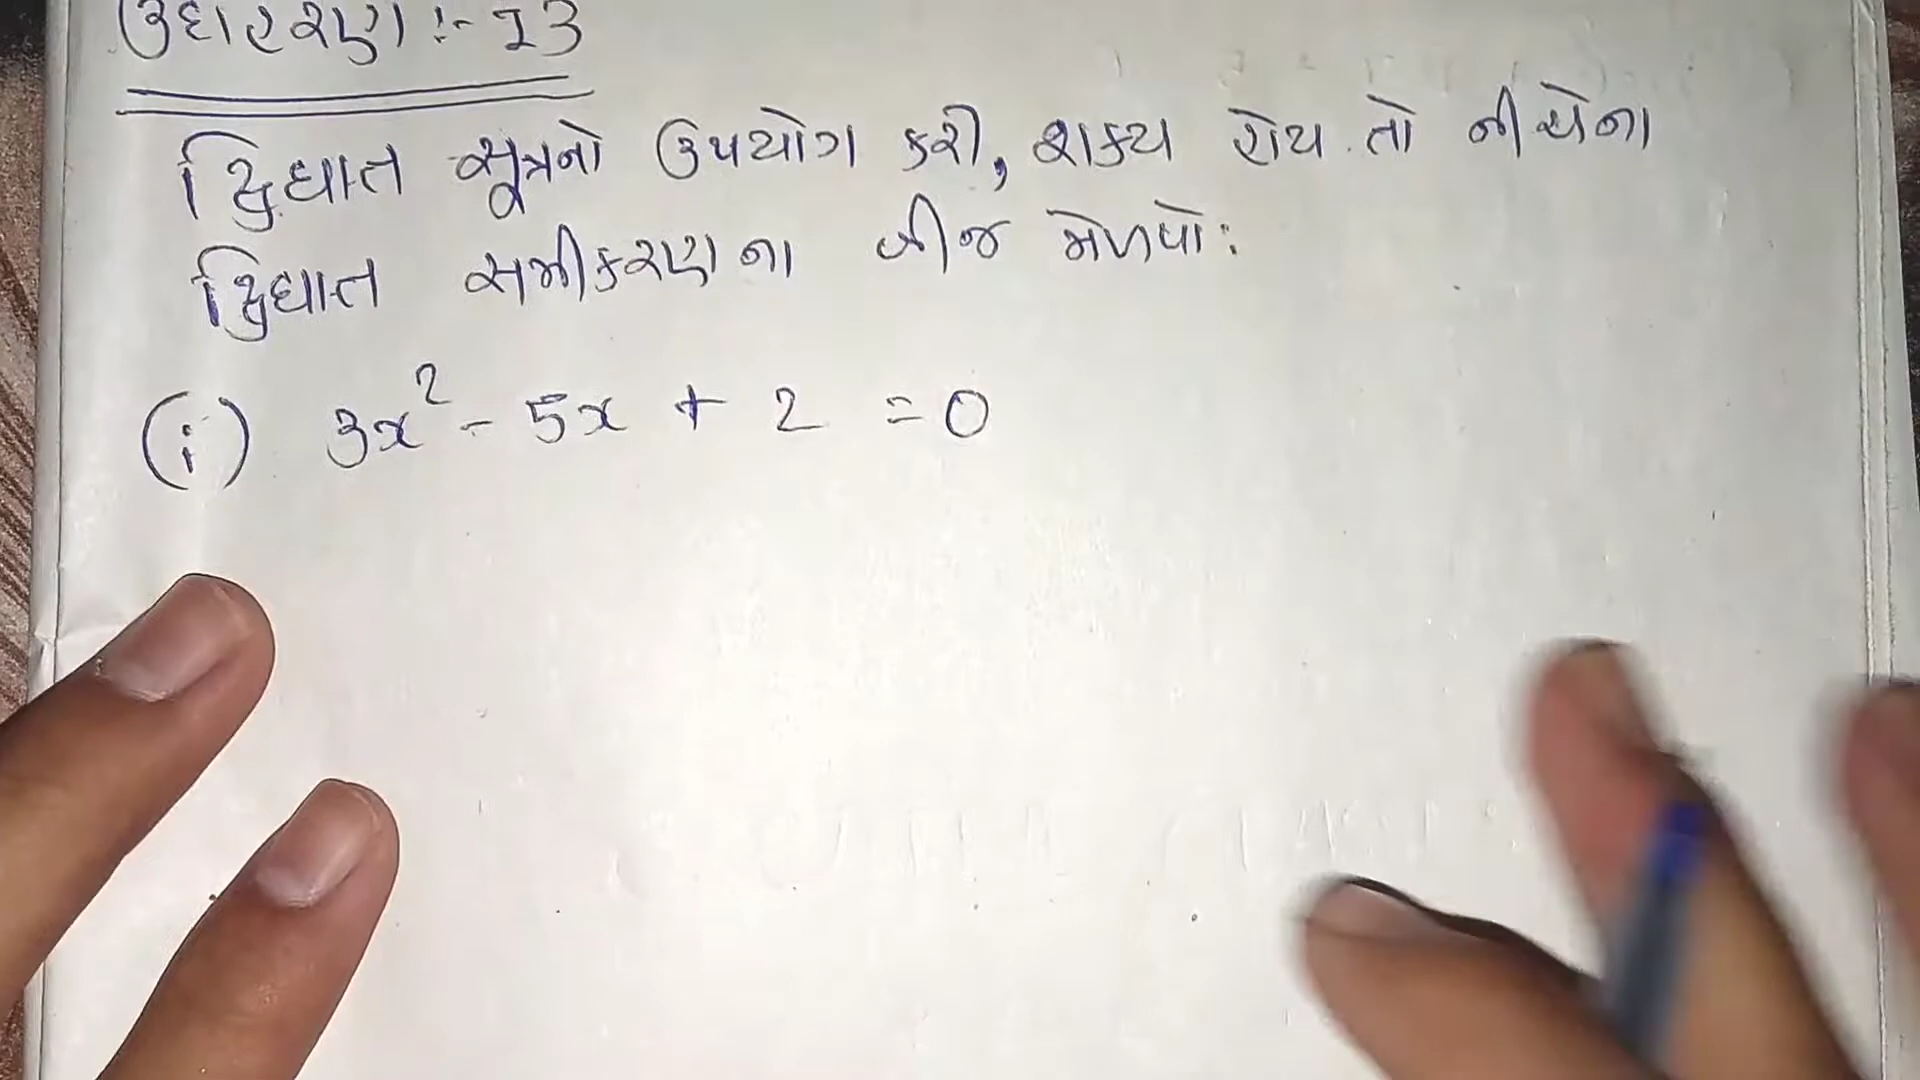 ઉદાહરણ :- 13
દ્વિઘાત સૂત્રનો ઉપયોગ કરી, શક્ય હોય તો નીચેના
દ્વિઘાત સમીકરણના બીજ મેળવો:
(i) 3x² - 5x + 2 = 0